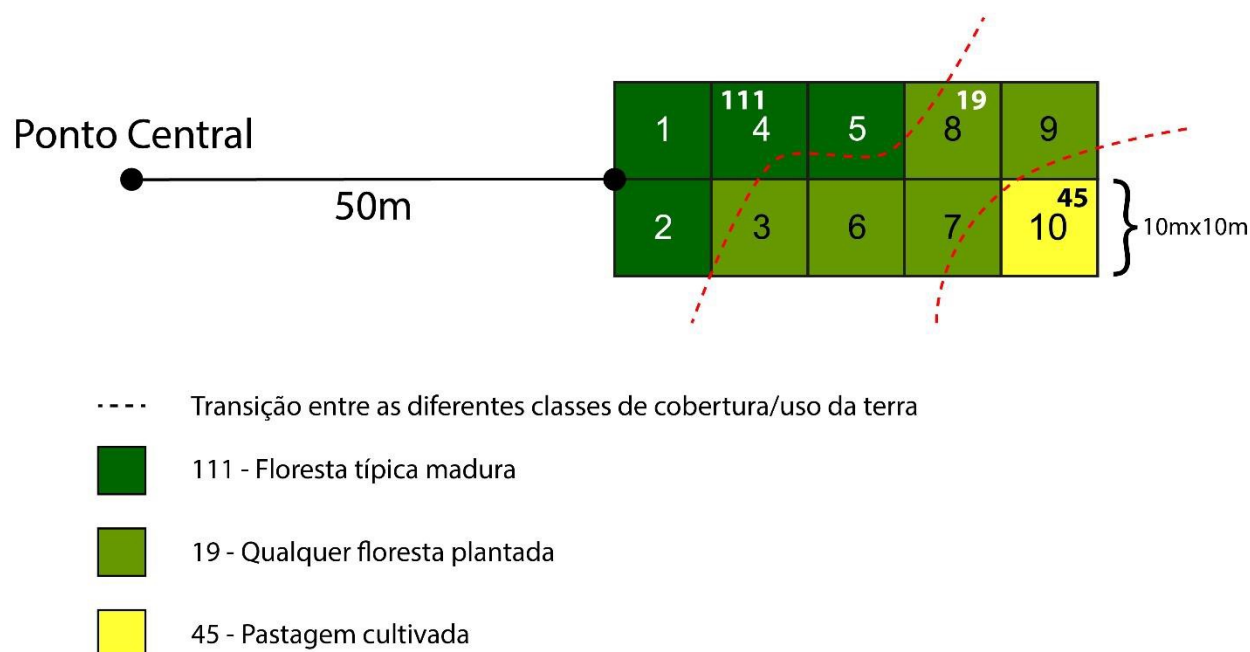 Ponto Central
50m
111
19
1
4
5
8
9
45
2
3
6
7
10
10mx10m
Transição entre as diferentes classes de cobertura/uso da terra
111 - Floresta típica madura
19 - Qualquer floresta plantada
45 - Pastagem cultivada